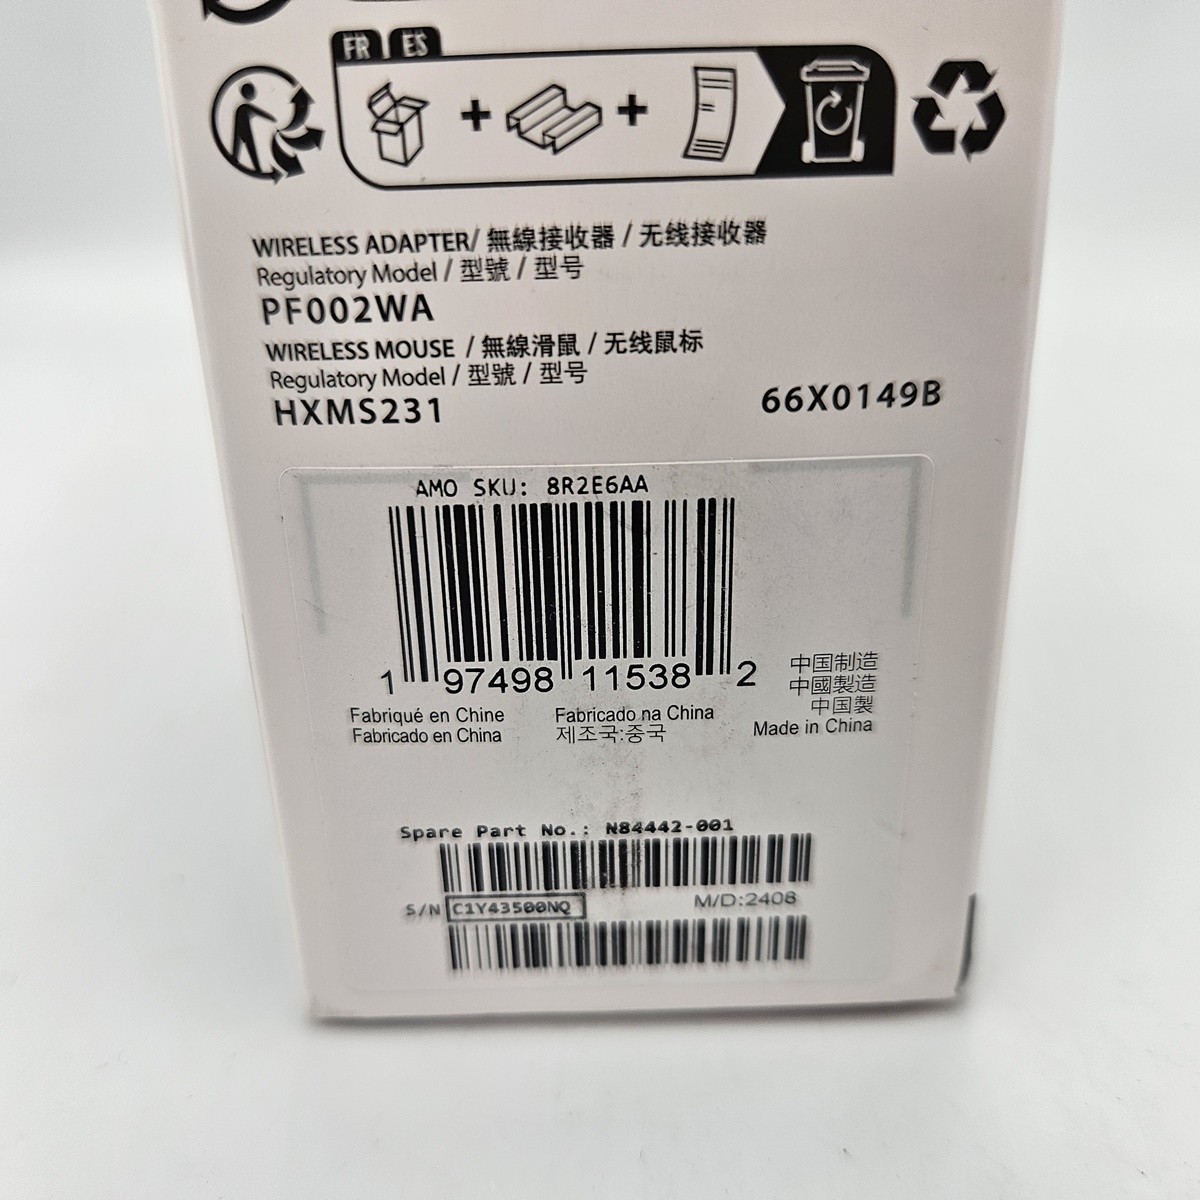 FR ES
WIRELESS ADAPTER/ 無線接收器 / 无线接收器
Regulatory Model / 型號 / 型号
PF002WA
WIRELESS MOUSE / 無線滑鼠 / 无线鼠标
Regulatory Model / 型號 / 型号
HXMS231
66X0149B
AMO SKU: 8R2E6AA
1 97498 11538 2
中国制造
中國製造
中国製
Made in China
Fabriqué en Chine
Fabricado en China
Fabricado na China
제조국:중국
Spare Part No.: N84442-001
S/N C1Y43500NQ
M/D:2408